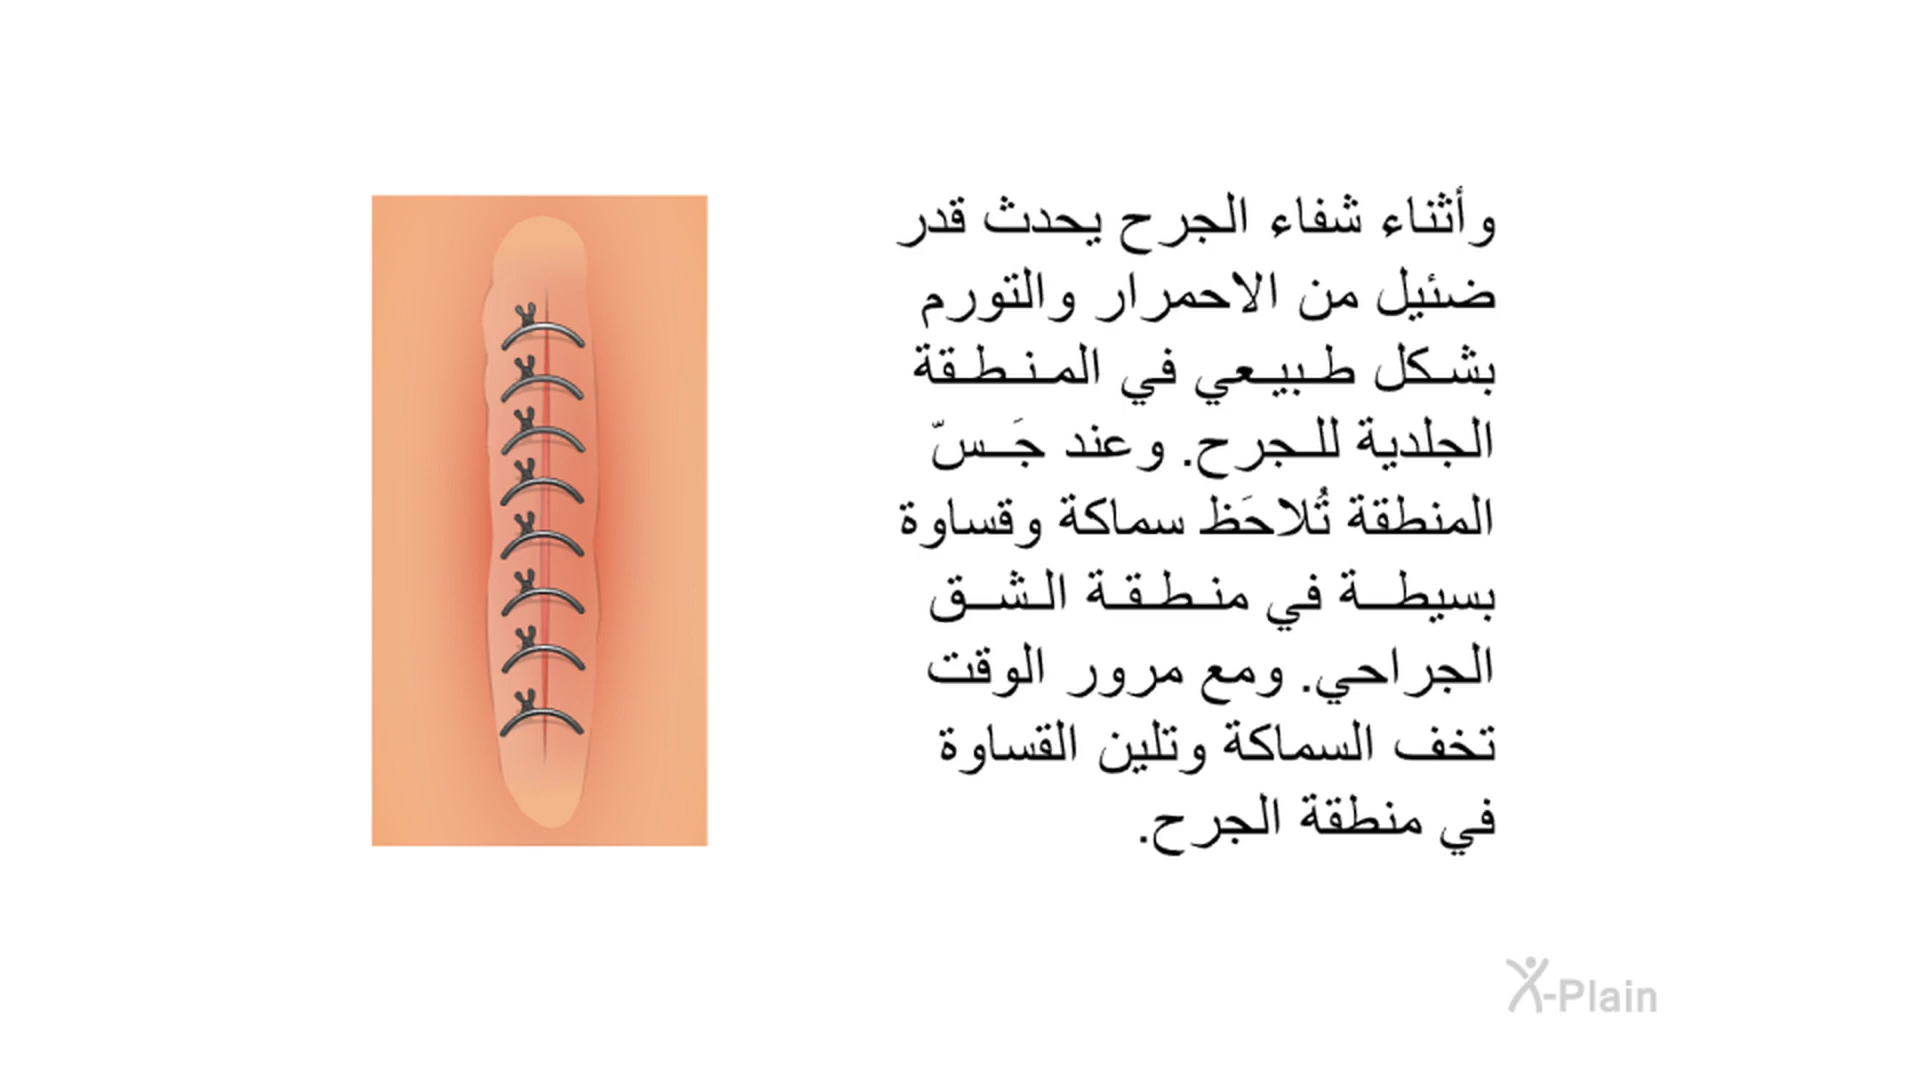 وأثناء شفاء الجرح يحدث قدر
ضئيل من الاحمرار والتورم
بشكل طبيعي في المنطقة
الجلدية للجرح. وعند جَسّ
المنطقة تُلاحَظ سماكة وقساوة
بسيطة في منطقة الشق
الجراحي. ومع مرور الوقت
تخف السماكة وتلين القساوة
في منطقة الجرح.
X-Plain